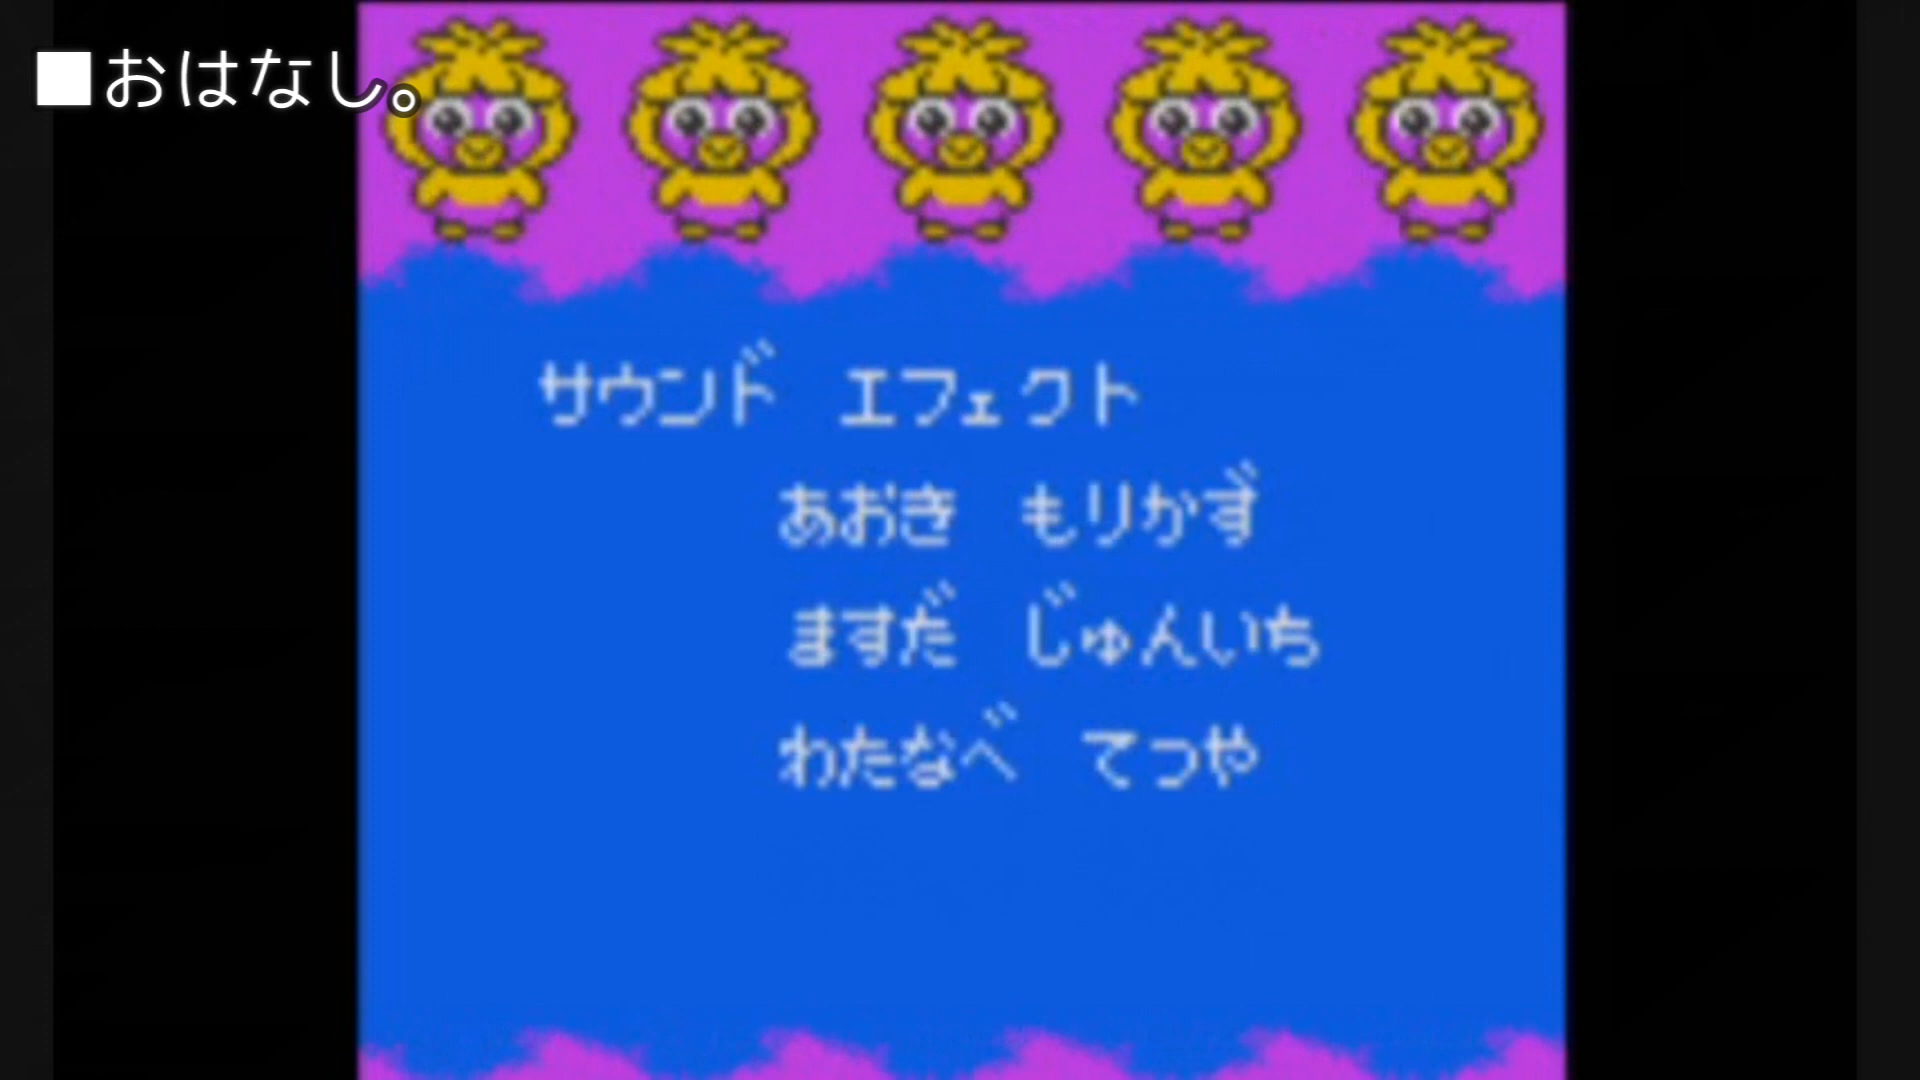 ■おはなし。
サウンド エフェクト
あおき もりかず
ますだ じゅんいち
わたなべ てつや